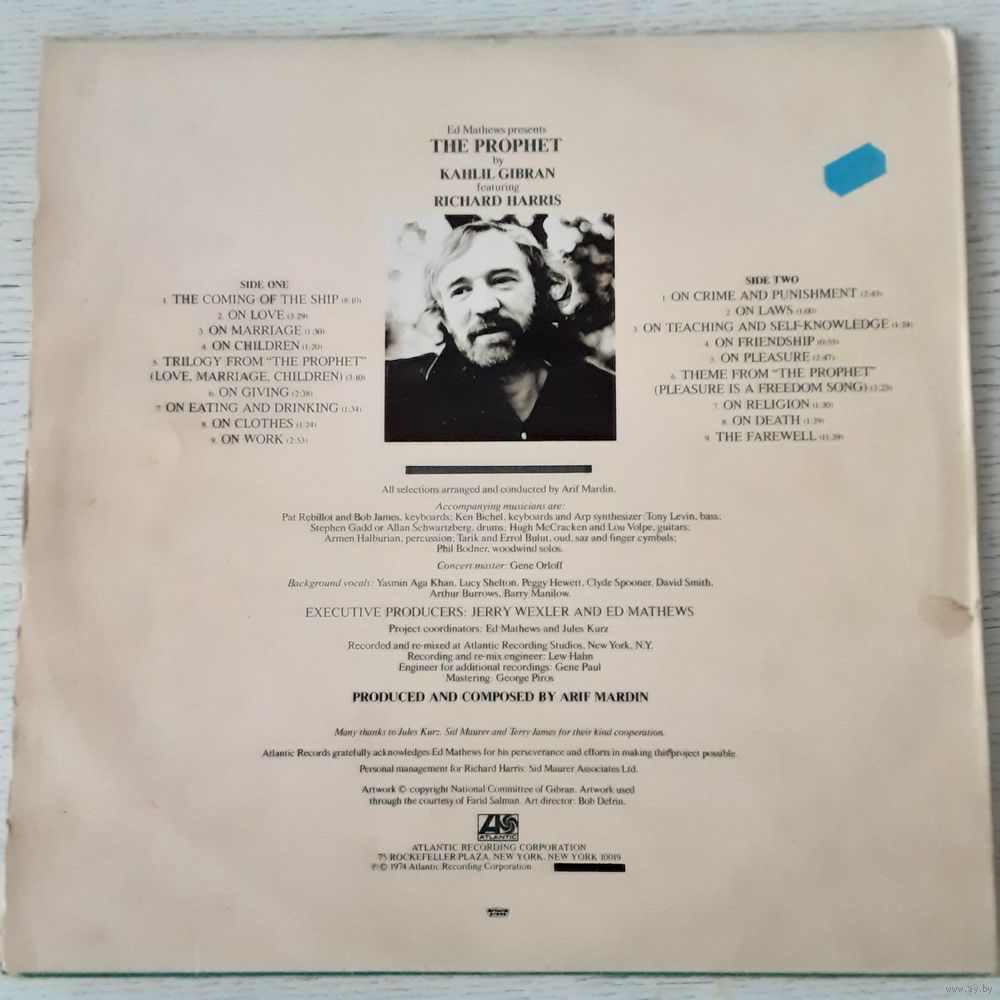 Ed Mathews presents
THE PROPHET
by
KAHLIL GIBRAN
featuring
RICHARD HARRIS
SIDE ONE
1. THE COMING OF THE SHIP (8:10)
2. ON LOVE (3:29)
3. ON MARRIAGE (1:30)
4. ON CHILDREN (1:20)
5. TRILOGY FROM "THE PROPHET"
(LOVE, MARRIAGE, CHILDREN) (3:10)
6. ON GIVING (2:38)
7. ON EATING AND DRINKING (1:34)
8. ON CLOTHES (1:24)
9. ON WORK (2:53)
SIDE TWO
1. ON CRIME AND PUNISHMENT (2:43)
2. ON LAWS (1:00)
3. ON TEACHING AND SELF-KNOWLEDGE (1:24)
4. ON FRIENDSHIP (0:55)
5. ON PLEASURE (2:47)
6. THEME FROM "THE PROPHET"
(PLEASURE IS A FREEDOM SONG) (2:23)
7. ON RELIGION (1:30)
8. ON DEATH (1:29)
9. THE FAREWELL (11:39)
All selections arranged and conducted by Arif Mardin.
Accompanying musicians are:
Pat Rebillot and Bob James, keyboards; Ken Bichel, keyboards and Arp synthesizer; Tony Levin, bass;
Stephen Gadd or Allan Schwartzberg, drums; Hugh McCracken and Lou Volpe, guitars;
Armen Halburian, percussion; Tarik and Errol Bulut, oud, saz and finger cymbals;
Phil Bodner, woodwind solos.
Concert master: Gene Orloff
Background vocals: Yasmin Aga Khan, Lucy Shelton, Peggy Hewett, Clyde Spooner, David Smith,
Arthur Burrows, Barry Manilow.
EXECUTIVE PRODUCERS: JERRY WEXLER AND ED MATHEWS
Project coordinators: Ed Mathews and Jules Kurz
Recorded and re-mixed at Atlantic Recording Studios, New York, N.Y.
Recording and re-mix engineer: Lew Hahn
Engineer for additional recordings: Gene Paul
Mastering: George Piros
PRODUCED AND COMPOSED BY ARIF MARDIN
Many thanks to Jules Kurz, Sid Maurer and Terry James for their kind cooperation.
Atlantic Records gratefully acknowledges Ed Mathews for his perseverance and efforts in making this project possible.
Personal management for Richard Harris: Sid Maurer Associates Ltd.
Artwork © copyright National Committee of Gibran. Artwork used
through the courtesy of Farid Salman. Art director: Bob Defrin.
ATLANTIC
ATLANTIC RECORDING CORPORATION
75 ROCKEFELLER PLAZA, NEW YORK, NEW YORK 10019
℗© 1974 Atlantic Recording Corporation
www.ay.by